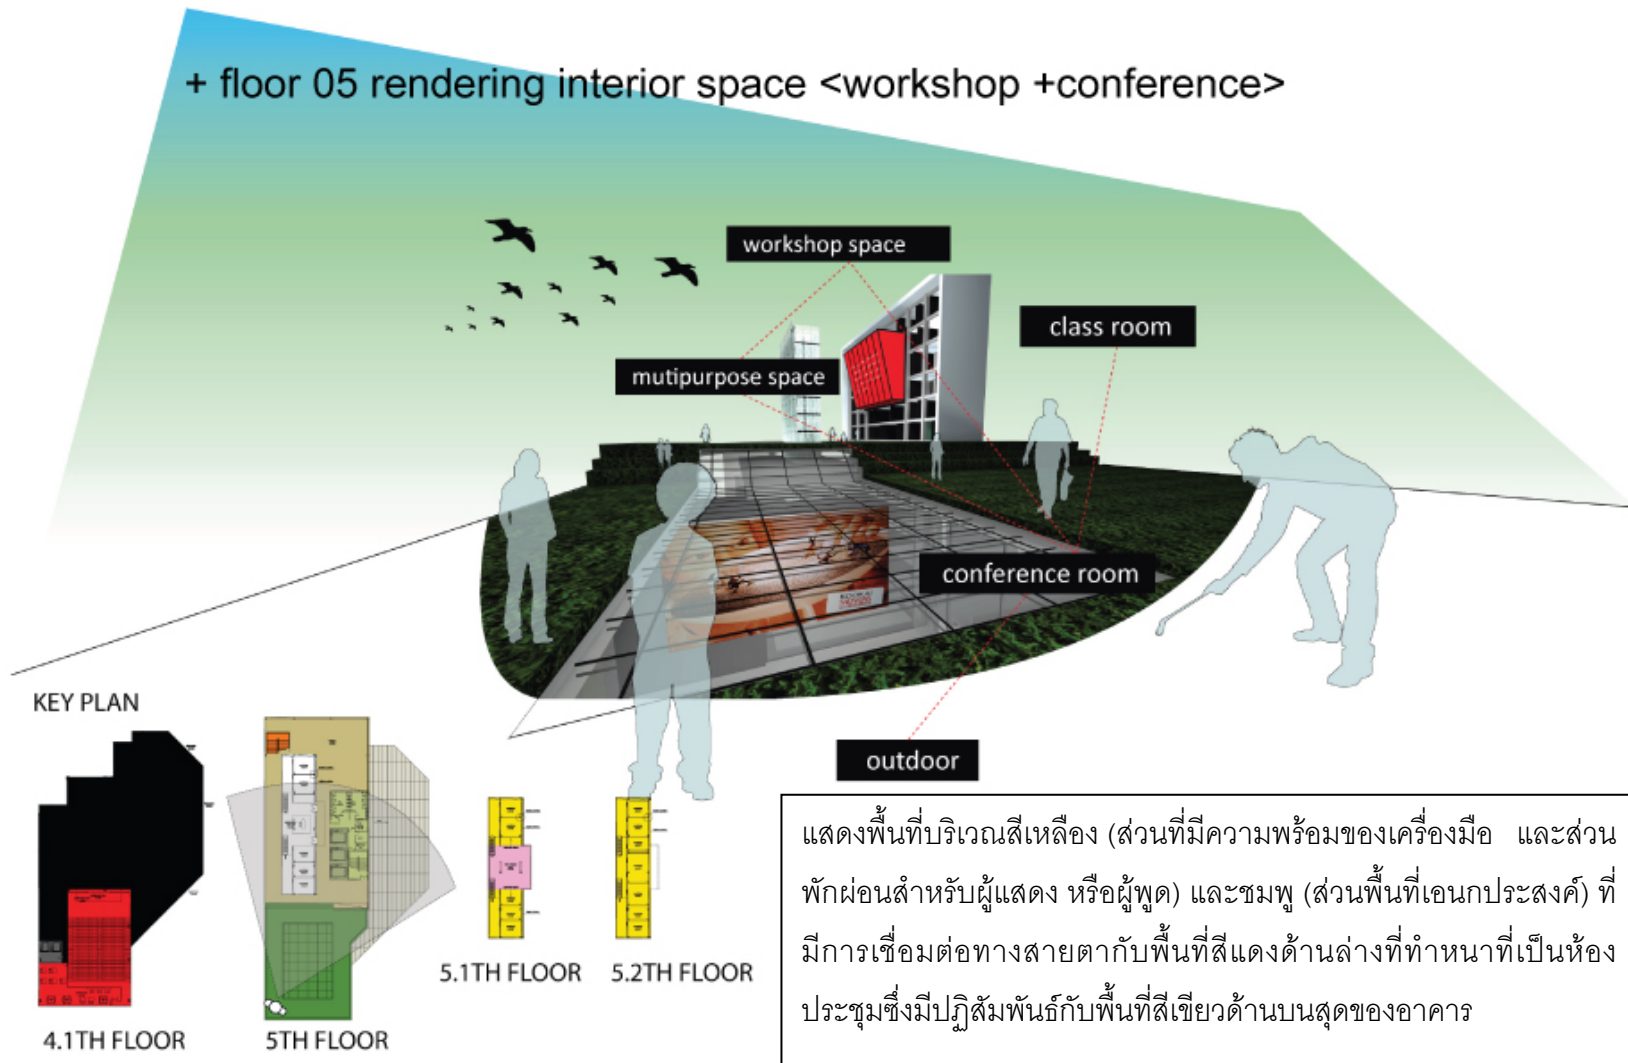 + floor 05 rendering interior space <workshop +conference>
workshop space
class room
mutipurpose space
conference room
outdoor
KEY PLAN
4.1TH FLOOR
5TH FLOOR
5.1TH FLOOR
5.2TH FLOOR
แสดงพื้นที่บริเวณสีเหลือง (ส่วนที่มีความพร้อมของเครื่องมือ และส่วน
พักผ่อนสำหรับผู้แสดง หรือผู้พูด) และชมพู (ส่วนพื้นที่เอนกประสงค์) ที่
มีการเชื่อมต่อทางสายตากับพื้นที่สีแดงด้านล่างที่ทำหนาที่เป็นห้อง
ประชุมซึ่งมีปฏิสัมพันธ์กับพื้นที่สีเขียวด้านบนสุดของอาคาร